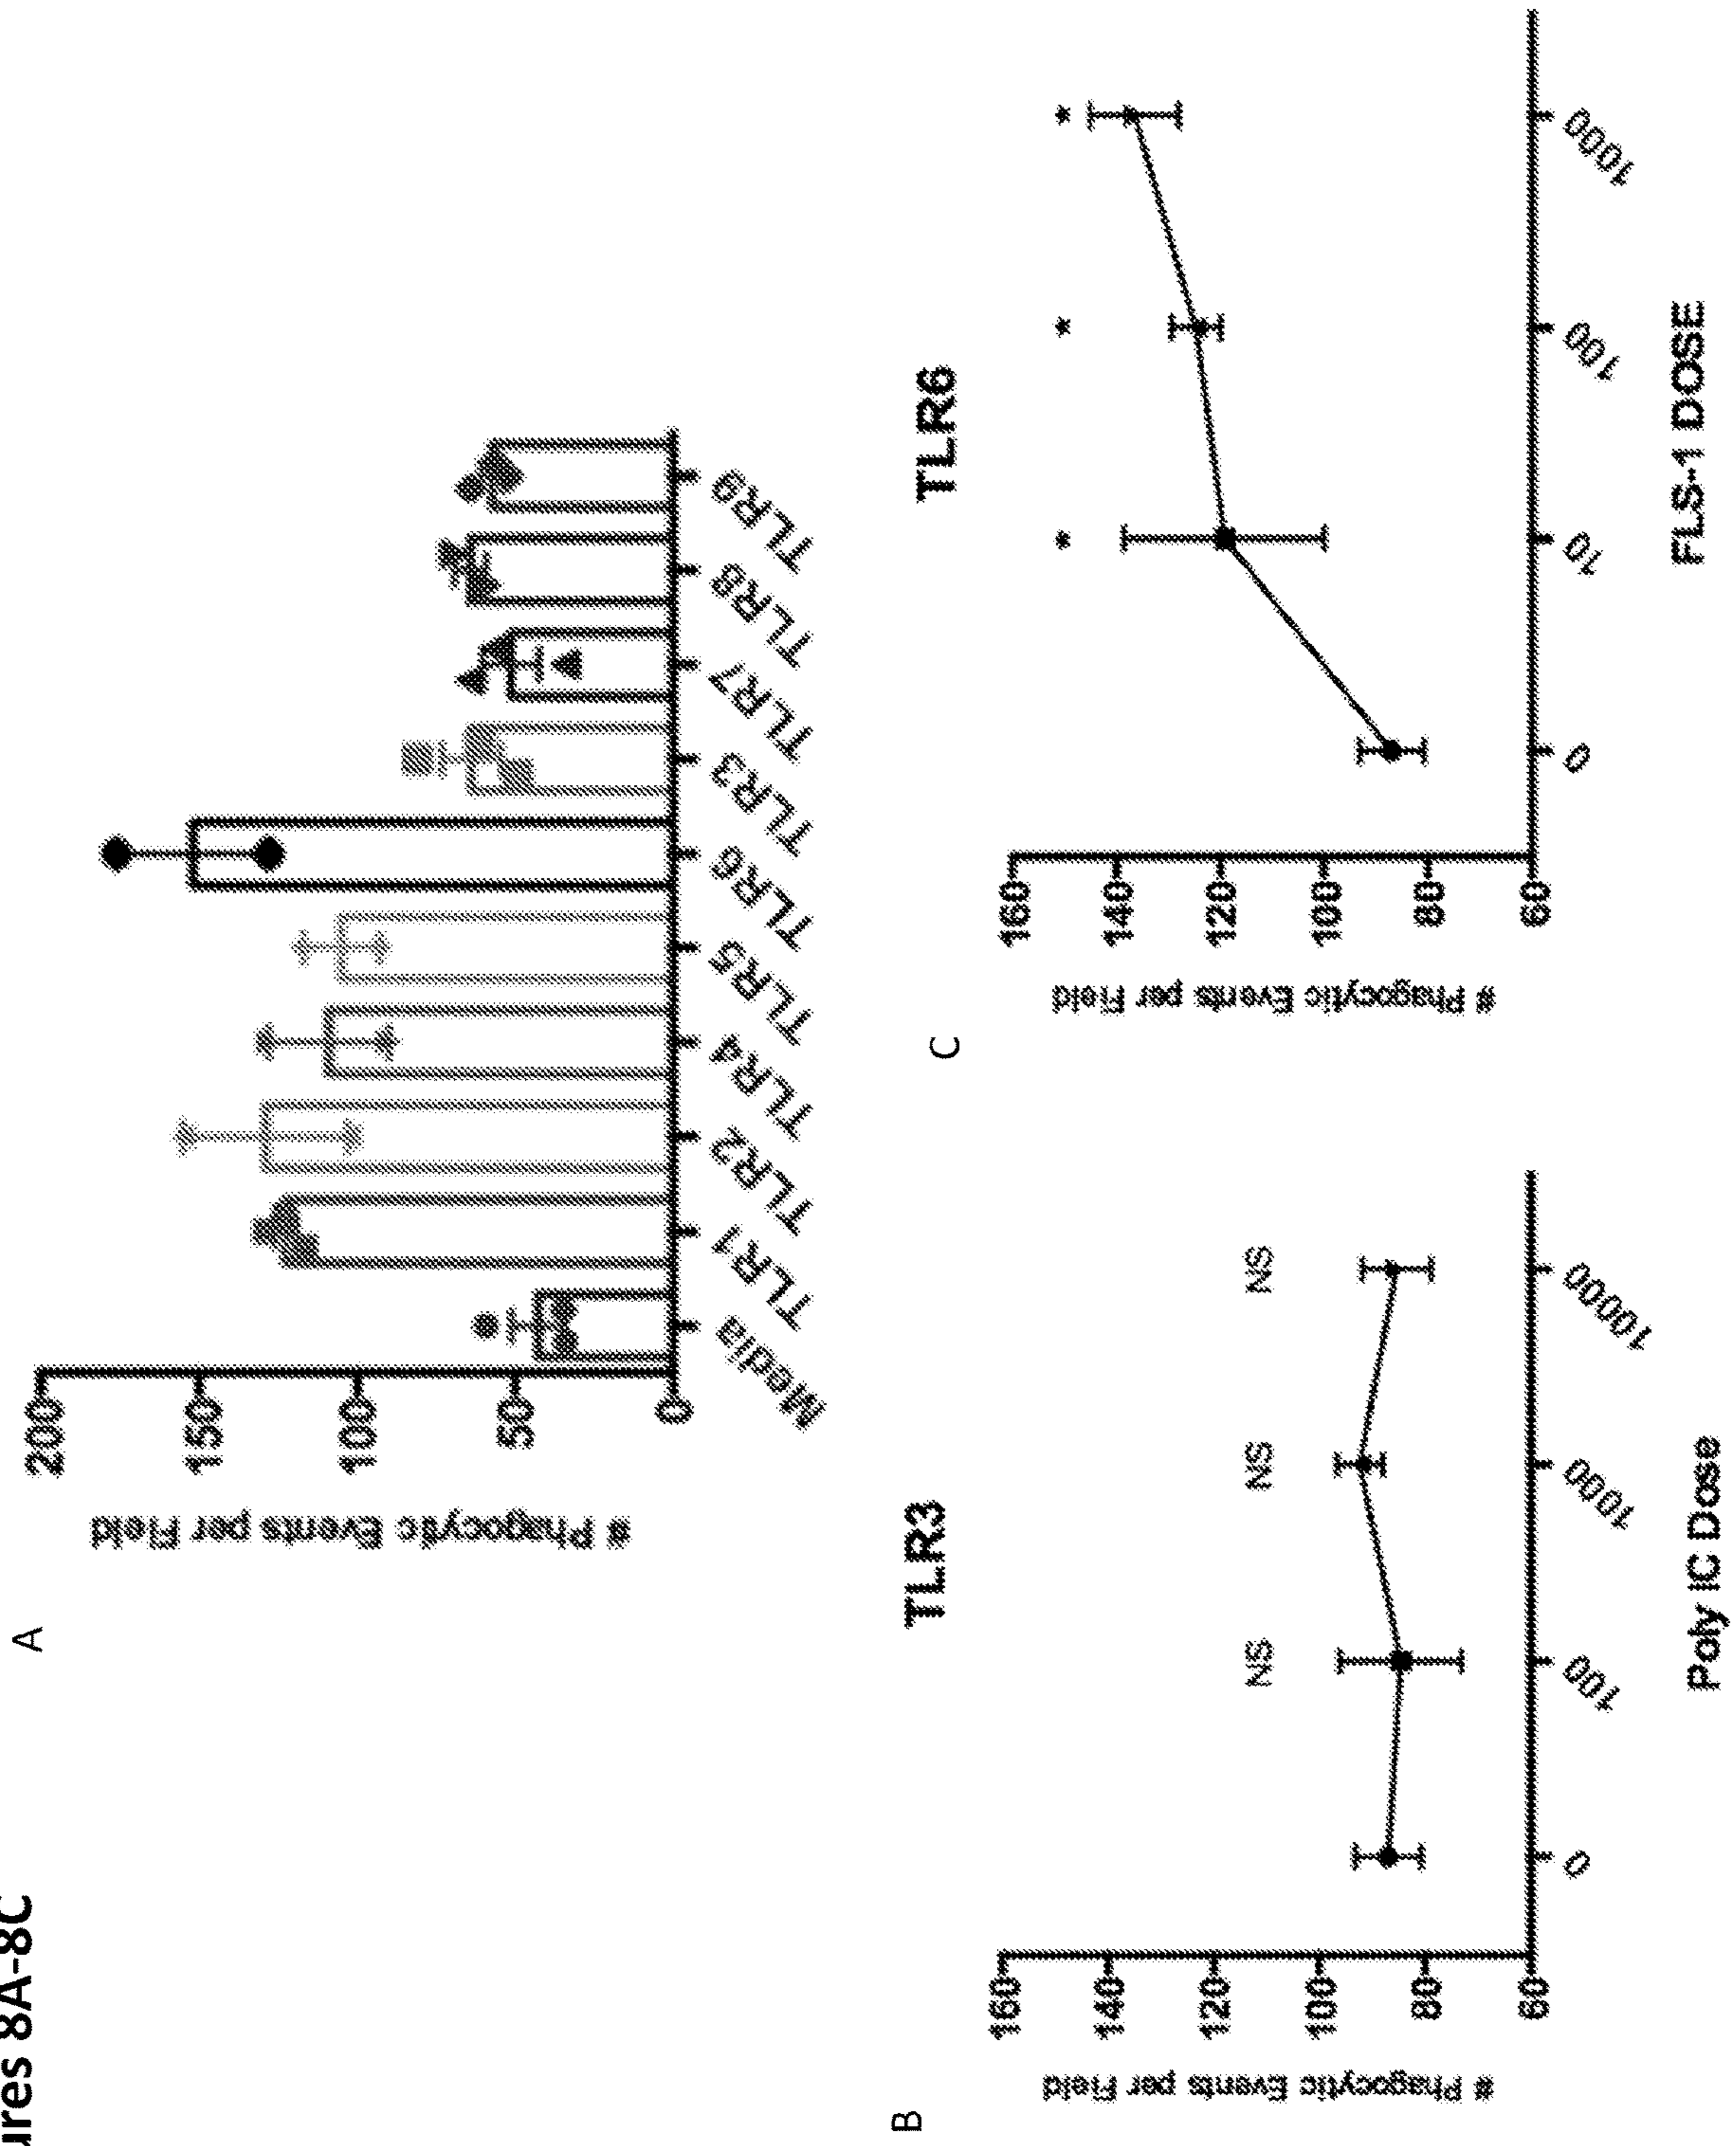 ures 8A-8C
A
# Phagocytic Events per Field
200
150
100
50
0
Media
TLR1
TLR2
TLR4
TLR5
TLR6
TLR3
TLR7
TLR8
TLR9
B
TLR3
# Phagocytic Events per Field
160
140
120
100
80
60
NS
NS
NS
0
100
1000
10000
Poly IC Dose
C
TLR6
# Phagocytic Events per Field
160
140
120
100
80
60
*
*
*
0
10
100
1000
FLS-1 DOSE